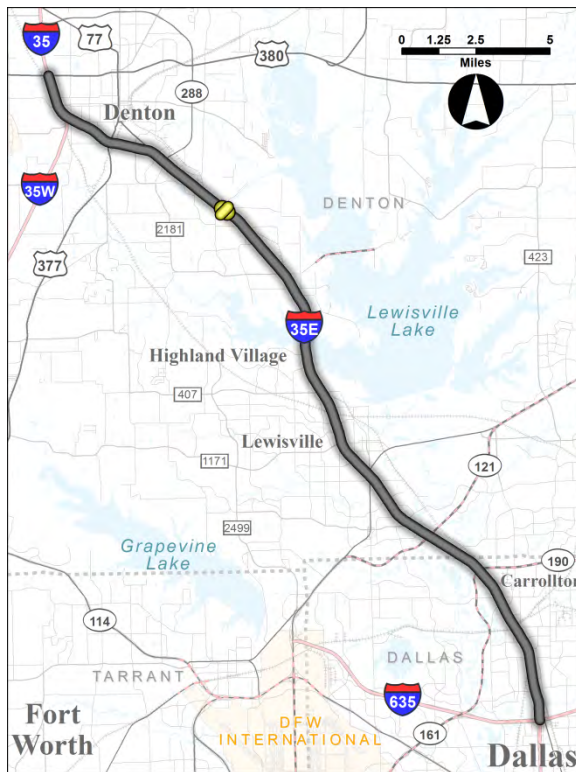 35
77
380
0 1.25 2.5 5
Miles
288
Denton
35W
DENTON
2181
377
423
35E
Lewisville
Lake
Highland Village
407
Lewisville
121
1171
2499
Grapevine
Lake
190
Carrollton
114
DALLAS
TARRANT
635
Fort
Worth
DFW
INTERNATIONAL
161
Dallas